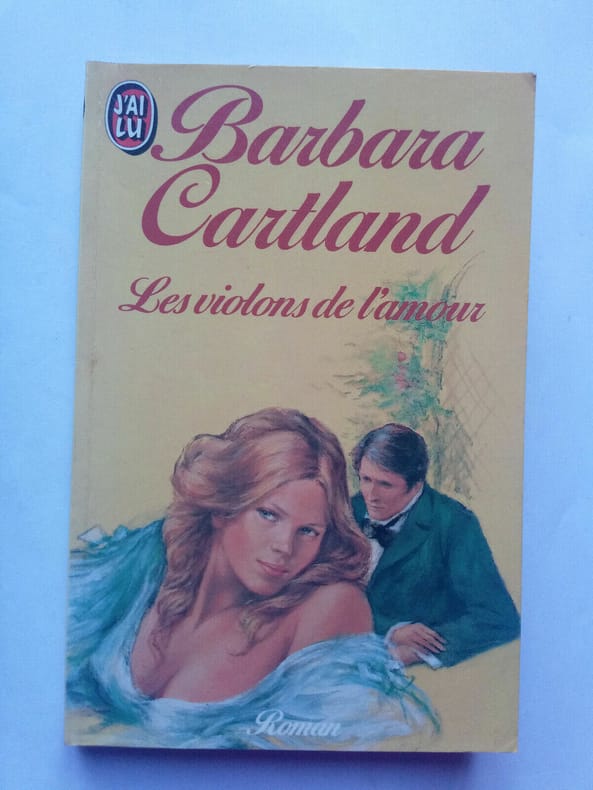 J'AI
LU
Barbara
Cartland
Les violons de l'amour
Roman